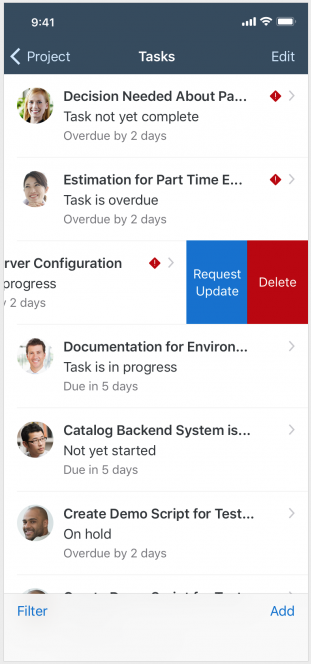 9:41
Project Tasks Edit
Decision Needed About Pa...
Task not yet complete
Overdue by 2 days
Estimation for Part Time E...
Task is overdue
Overdue by 2 days
rver Configuration
progress
2 days
Request
Update
Delete
Documentation for Environ...
Task is in progress
Due in 5 days
Catalog Backend System is...
Not yet started
Due in 5 days
Create Demo Script for Test...
On hold
Overdue by 2 days
Filter Add